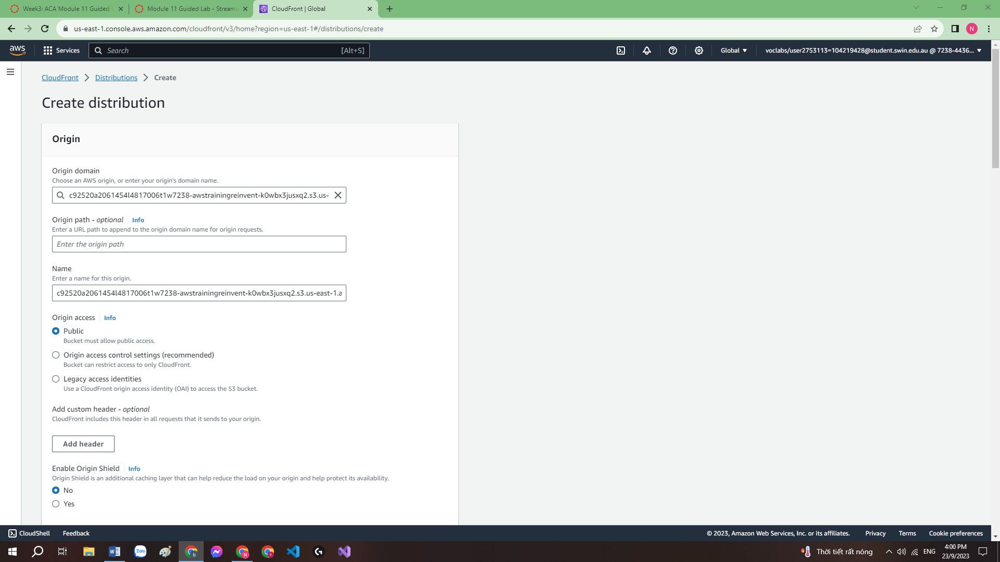 Week3: ACA Module 11 Guided L
Module 11 Guided Lab - Streami
CloudFront | Global
us-east-1.console.aws.amazon.com/cloudfront/v3/home?region=us-east-1#/distributions/create
N
aws
Services
Search
[Alt+S]
Global
voclabs/user2753113=104219428@student.swin.edu.au @ 7238-4436...
CloudFront
Distributions
Create
Create distribution
Origin
Origin domain
Choose an AWS origin, or enter your origin's domain name.
c92520a2061454l4817006t1w7238-awstrainingreinvent-k0wbx3jusxq2.s3.us-
Origin path - optional
Info
Enter a URL path to append to the origin domain name for origin requests.
Enter the origin path
Name
Enter a name for this origin.
c92520a2061454l4817006t1w7238-awstrainingreinvent-k0wbx3jusxq2.s3.us-east-1.a
Origin access
Info
Public
Bucket must allow public access.
Origin access control settings (recommended)
Bucket can restrict access to only CloudFront.
Legacy access identities
Use a CloudFront origin access identity (OAI) to access the S3 bucket.
Add custom header - optional
CloudFront includes this header in all requests that it sends to your origin.
Add header
Enable Origin Shield
Info
Origin Shield is an additional caching layer that can help reduce the load on your origin and help protect its availability.
No
Yes
CloudShell
Feedback
© 2023, Amazon Web Services, Inc. or its affiliates.
Privacy
Terms
Cookie preferences
Zalo
Thời tiết rất nóng
ENG
4:00 PM
23/9/2023